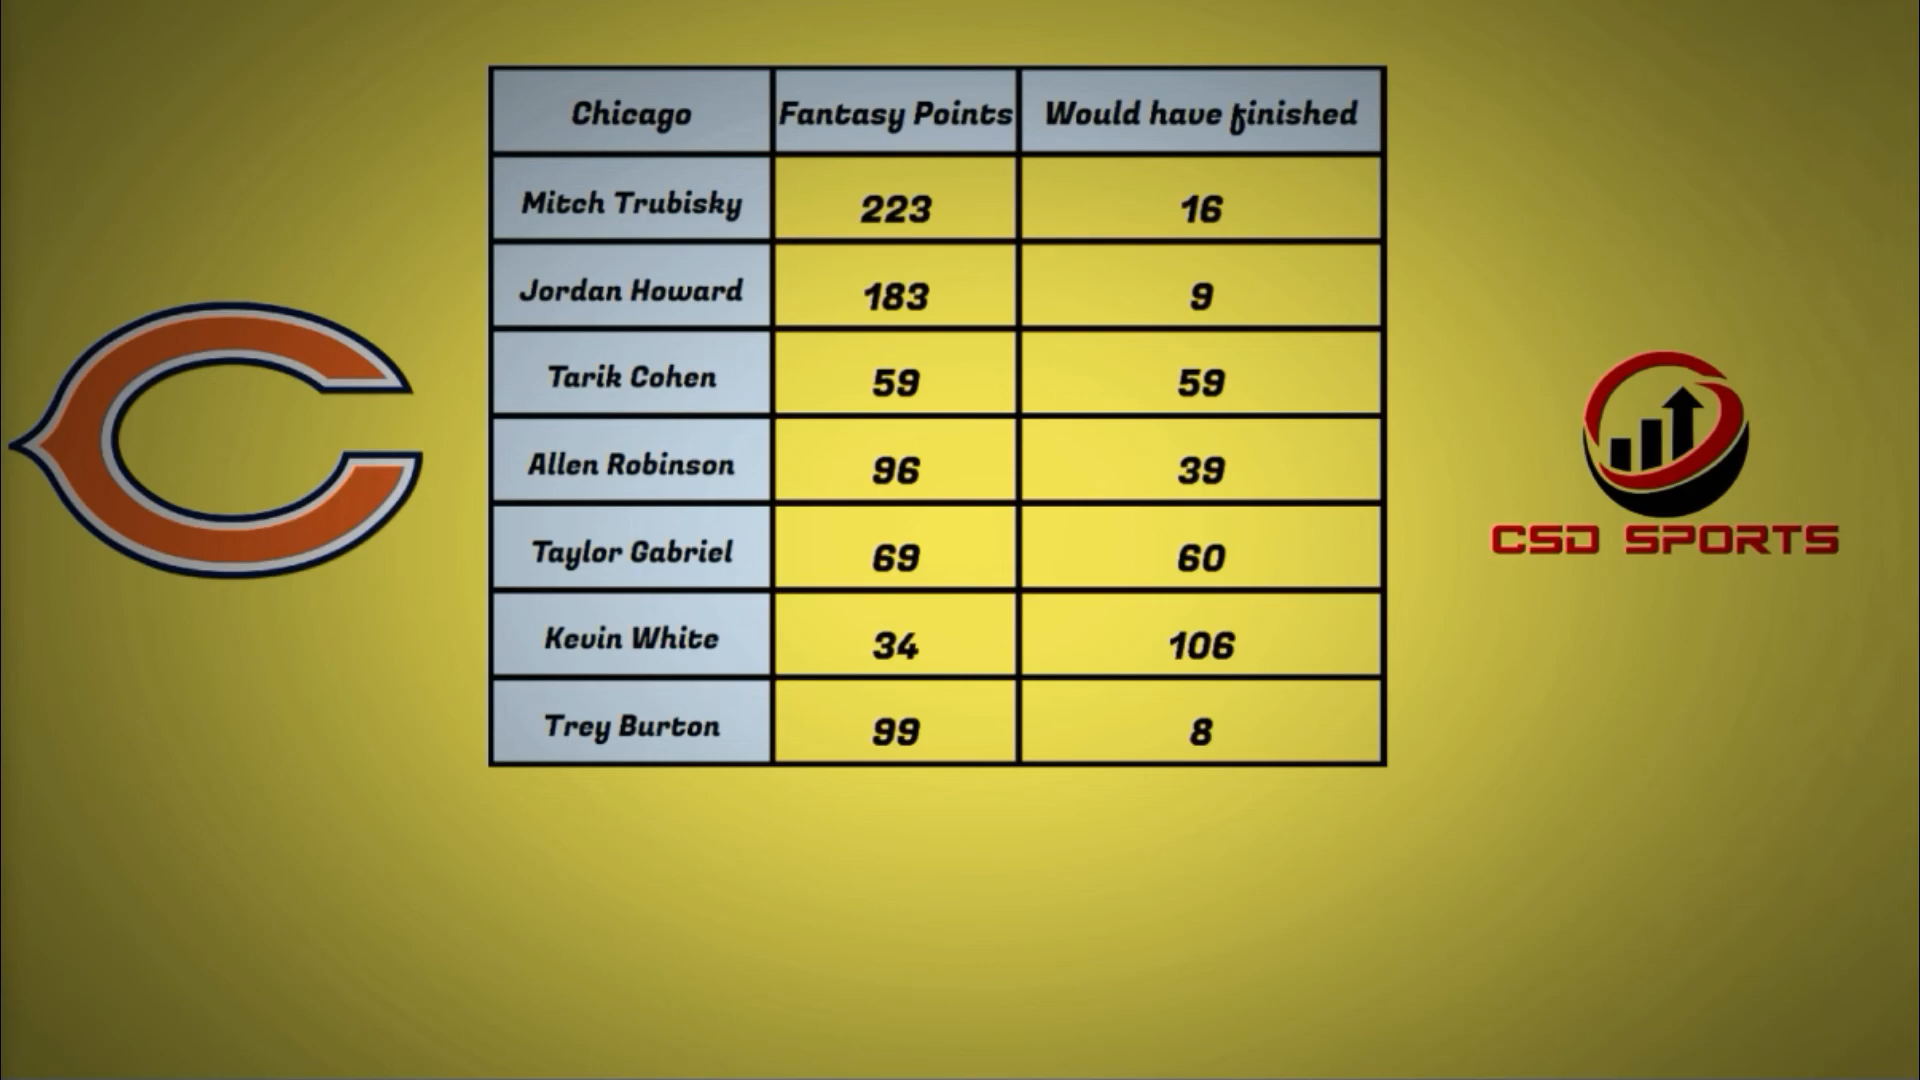 Chicago Fantasy Points Would have finished
Mitch Trubisky 223 16
Jordan Howard 183 9
Tarik Cohen 59 59
Allen Robinson 96 39
Taylor Gabriel 69 60
Kevin White 34 106
Trey Burton 99 8
CSD SPORTS